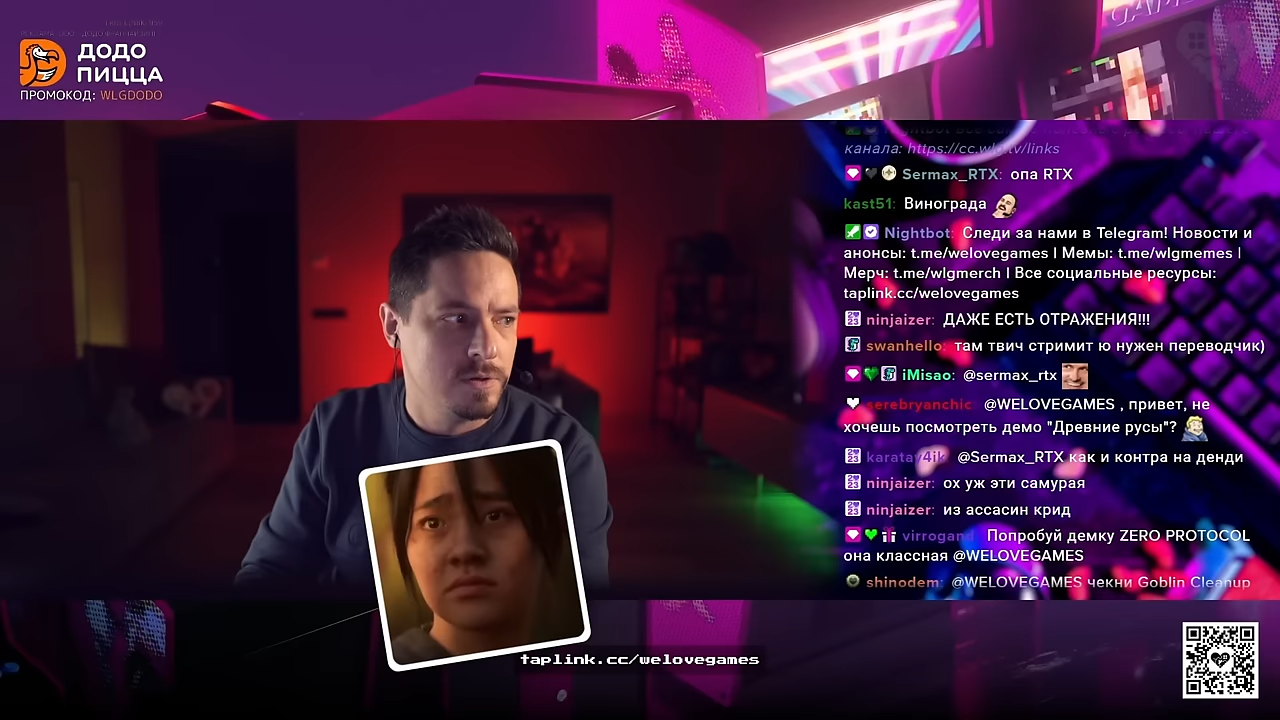 ДОДО
ПИЦЦА
ПРОМОКОД: WLGDODO
канала: https://cc.wlg.tv/links
Sermax_RTX: опа RTX
kast51: Винограда
Nightbot: Следи за нами в Telegram! Новости и
анонсы: t.me/welovegames | Мемы: t.me/wlgmemes |
Мерч: t.me/wlgmerch | Все социальные ресурсы:
taplink.cc/welovegames
ninjaizer: ДАЖЕ ЕСТЬ ОТРАЖЕНИЯ!!!
swanhello: там твич стримит ю нужен переводчик)
iMisao: @sermax_rtx
serebryanchic: @WELOVEGAMES , привет, не
хочешь посмотреть демо "Древние русы"?
karatay4ik: @Sermax_RTX как и контра на денди
ninjaizer: ох уж эти самурая
ninjaizer: из ассасин крид
virrogand: Попробуй демку ZERO PROTOCOL
она классная @WELOVEGAMES
shinodem: @WELOVEGAMES чекни Goblin Cleanup
taplink.cc/welovegames